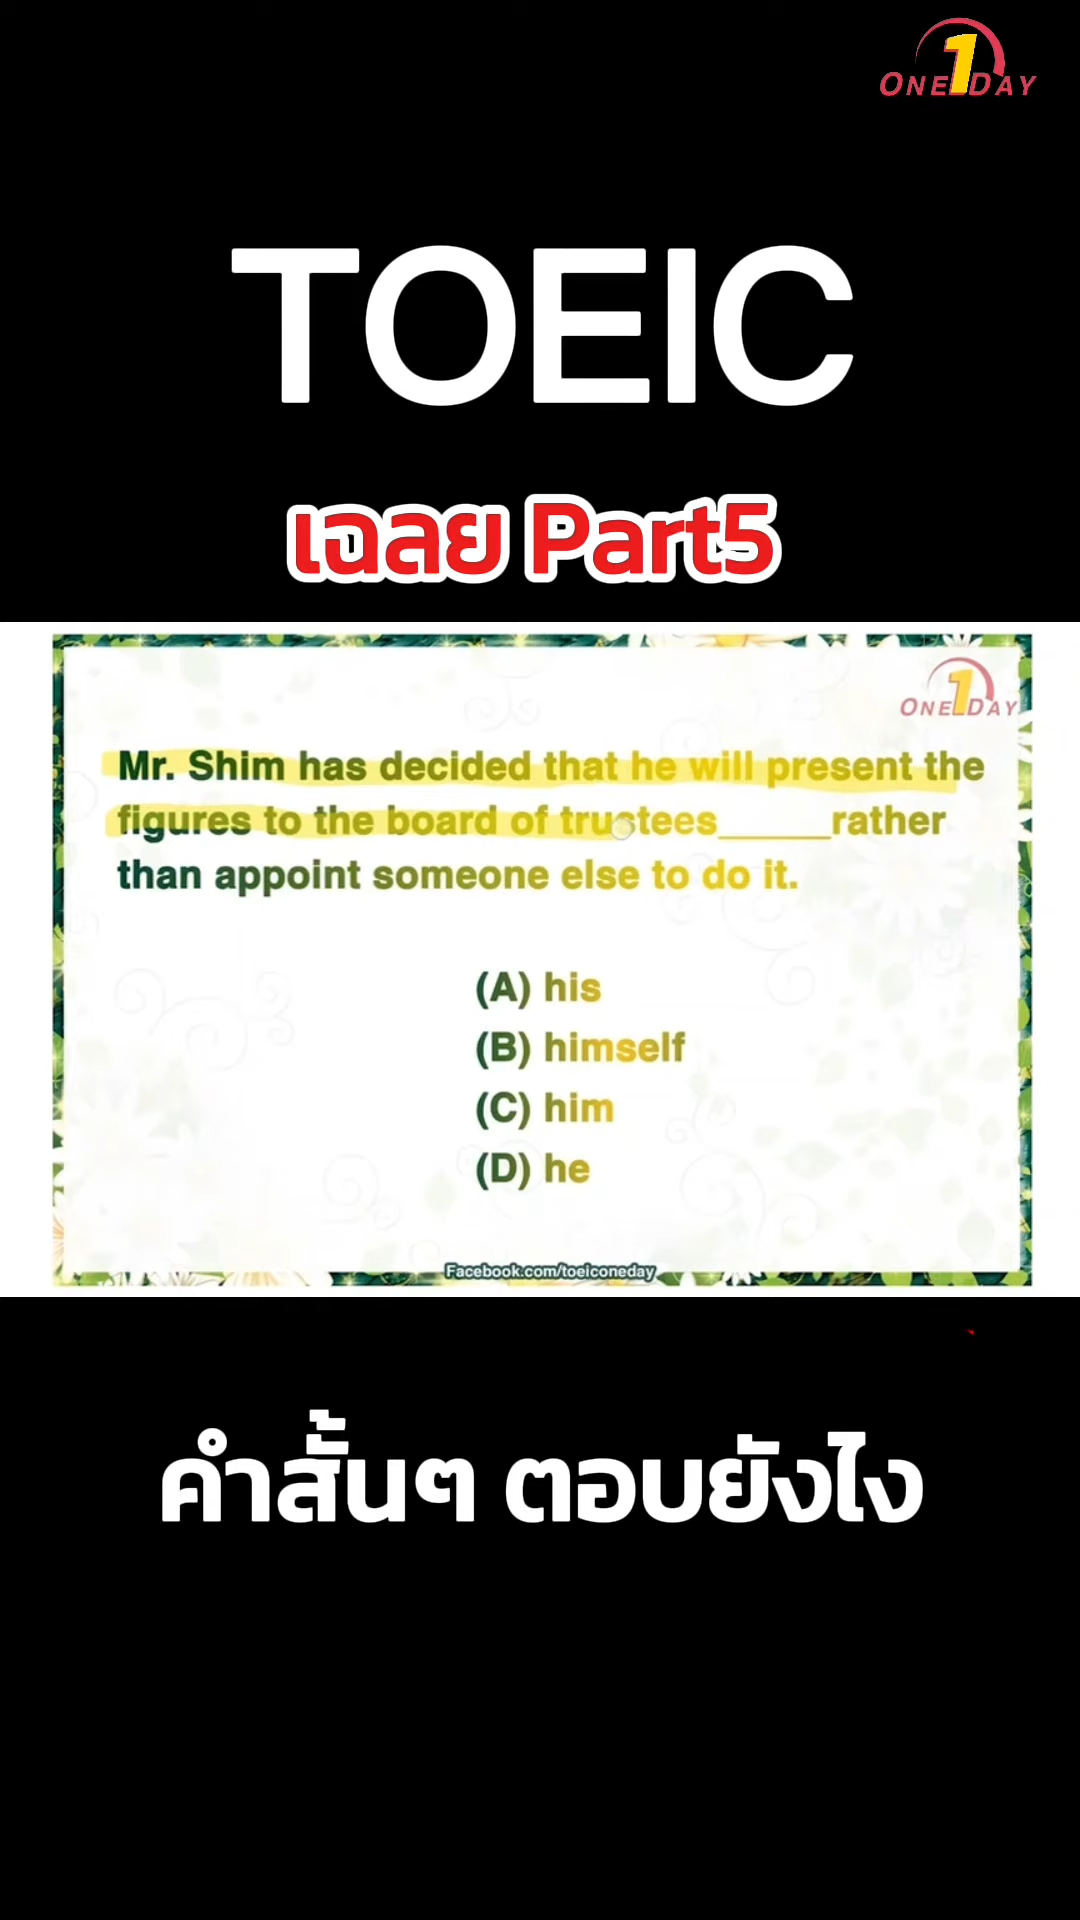 1
ONE DAY
TOEIC
เฉลย Part5
1
ONE DAY
Mr. Shim has decided that he will present the
figures to the board of trustees______rather
than appoint someone else to do it.
(A) his
(B) himself
(C) him
(D) he
Facebook.com/toeiconeday
คำสั้นๆ ตอบยังไง